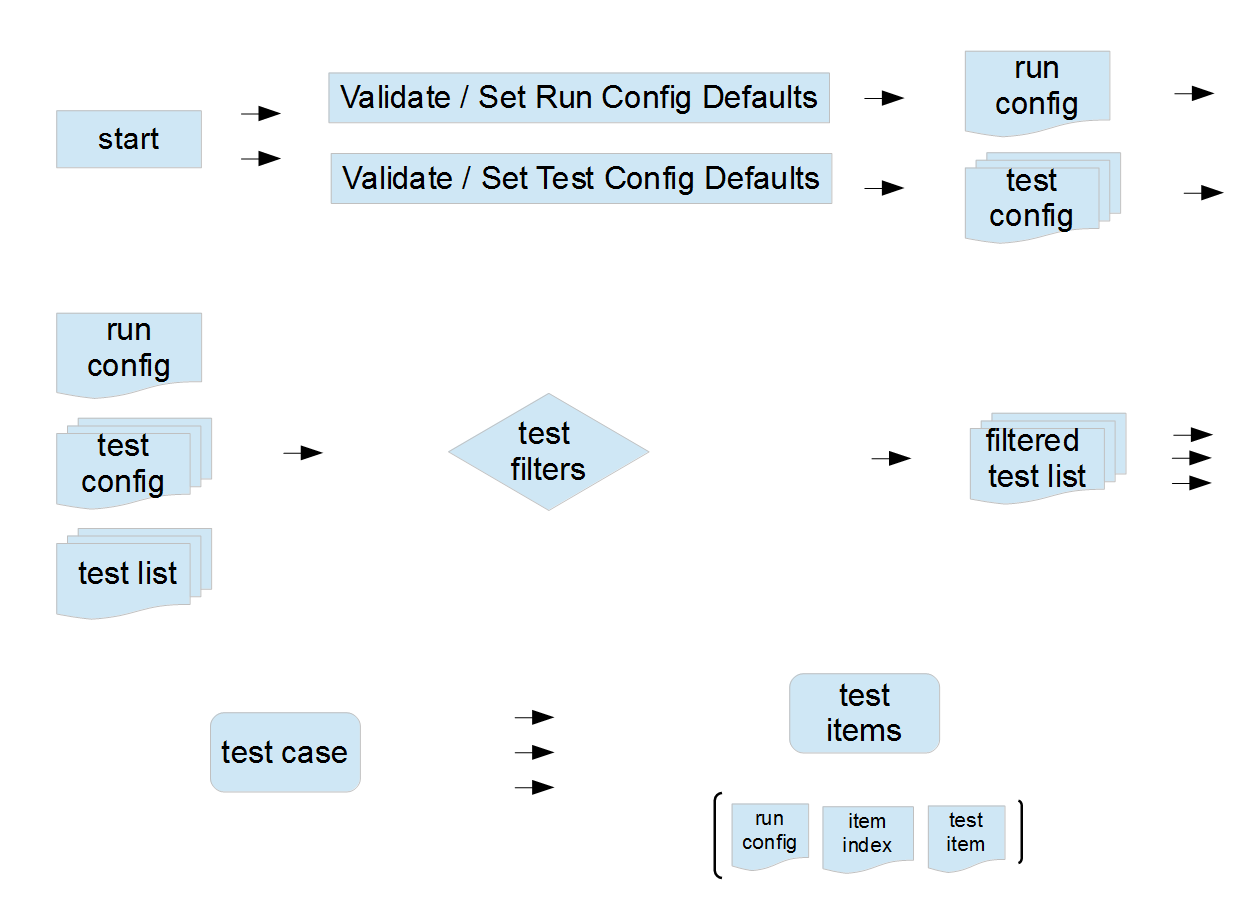 start
Validate / Set Run Config Defaults
Validate / Set Test Config Defaults
run
config
test
config
run
config
test
config
test list
test
filters
filtered
test list
test case
test
items
run
config
item
index
test
item